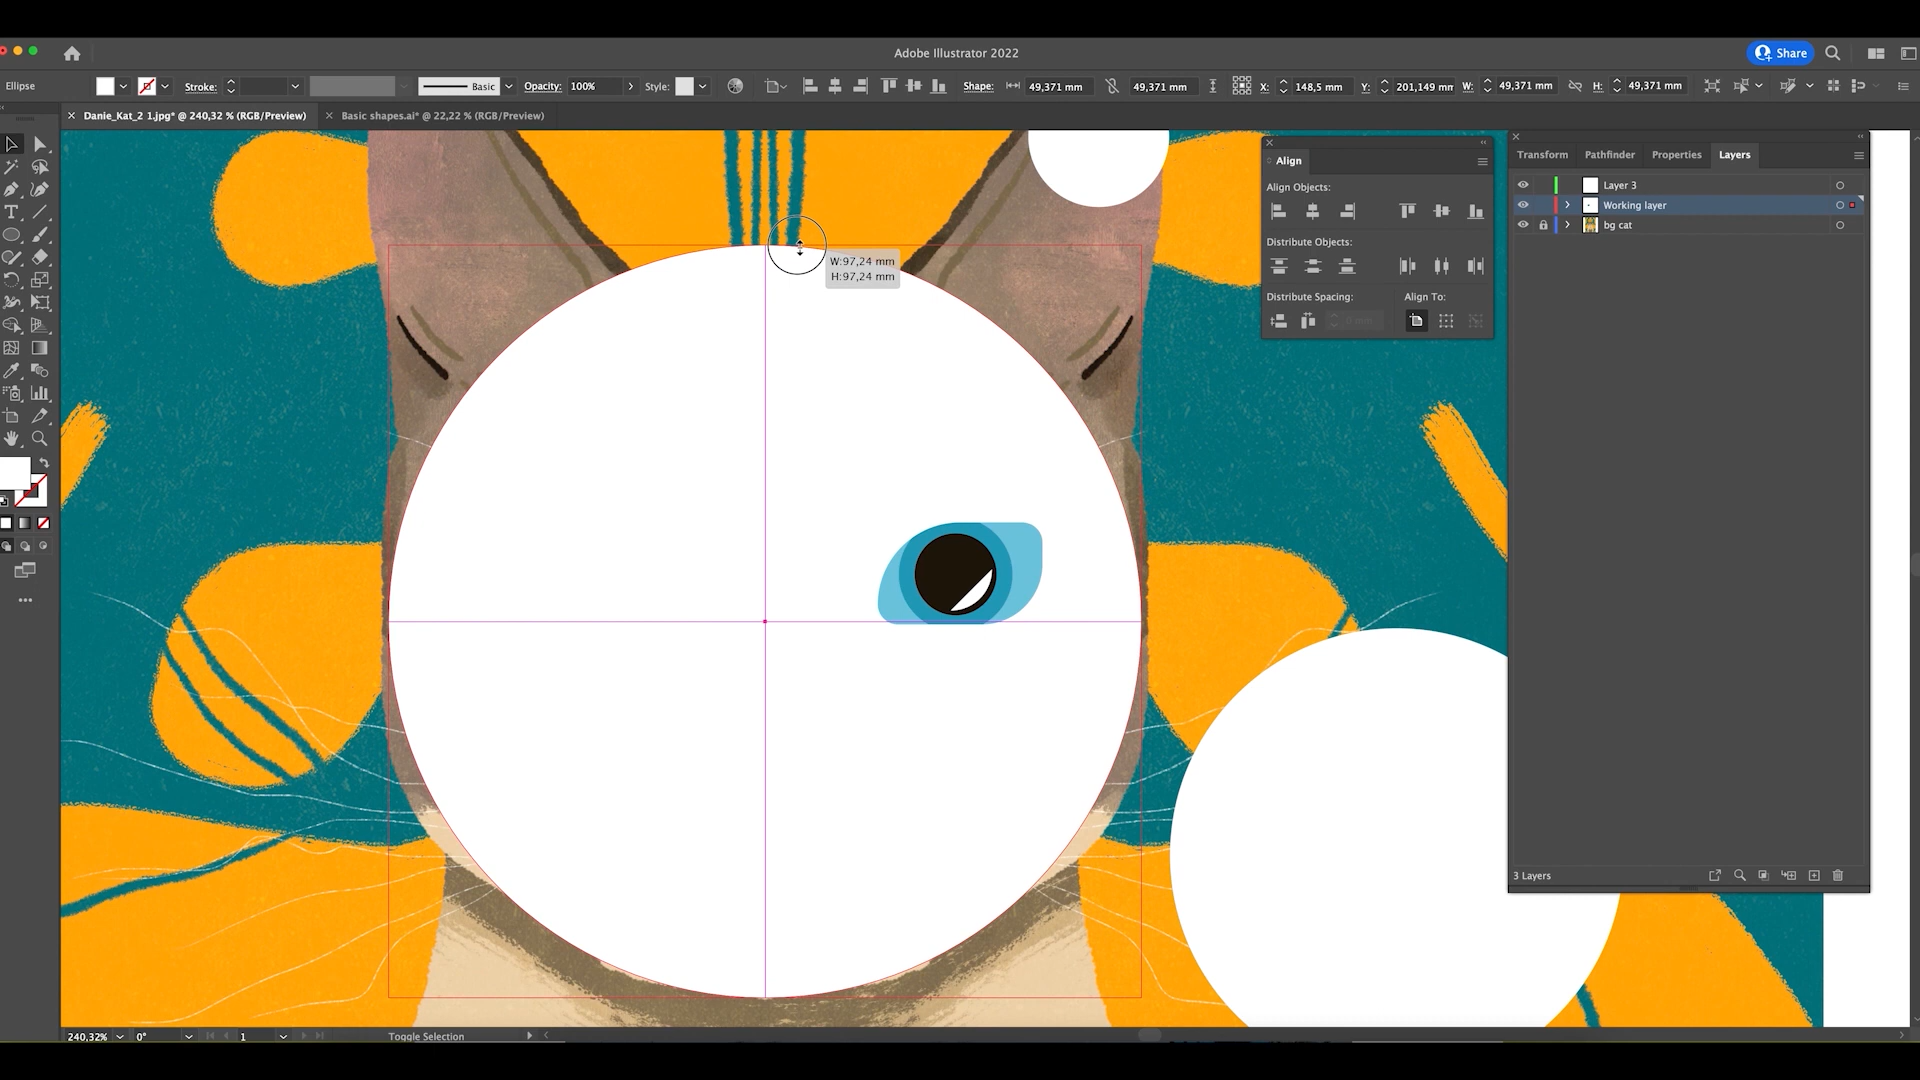 Adobe Illustrator 2022
Share
Ellipse
Stroke:
Basic
Opacity: 100%
Style:
Shape: 49,371 mm 49,371 mm
X: 148,5 mm
Y: 201,149 mm
W: 49,371 mm
H: 49,371 mm
Danie_Kat_2 1.jpg* @ 240,32 % (RGB/Preview)
Basic shapes.ai* @ 22,22 % (RGB/Preview)
W:97,24 mm
H:97,24 mm
Align
Align Objects:
Distribute Objects:
Distribute Spacing:
Align To:
0 mm
Transform
Pathfinder
Properties
Layers
Layer 3
Working layer
bg cat
3 Layers
240,32%
0°
1
Toggle Selection